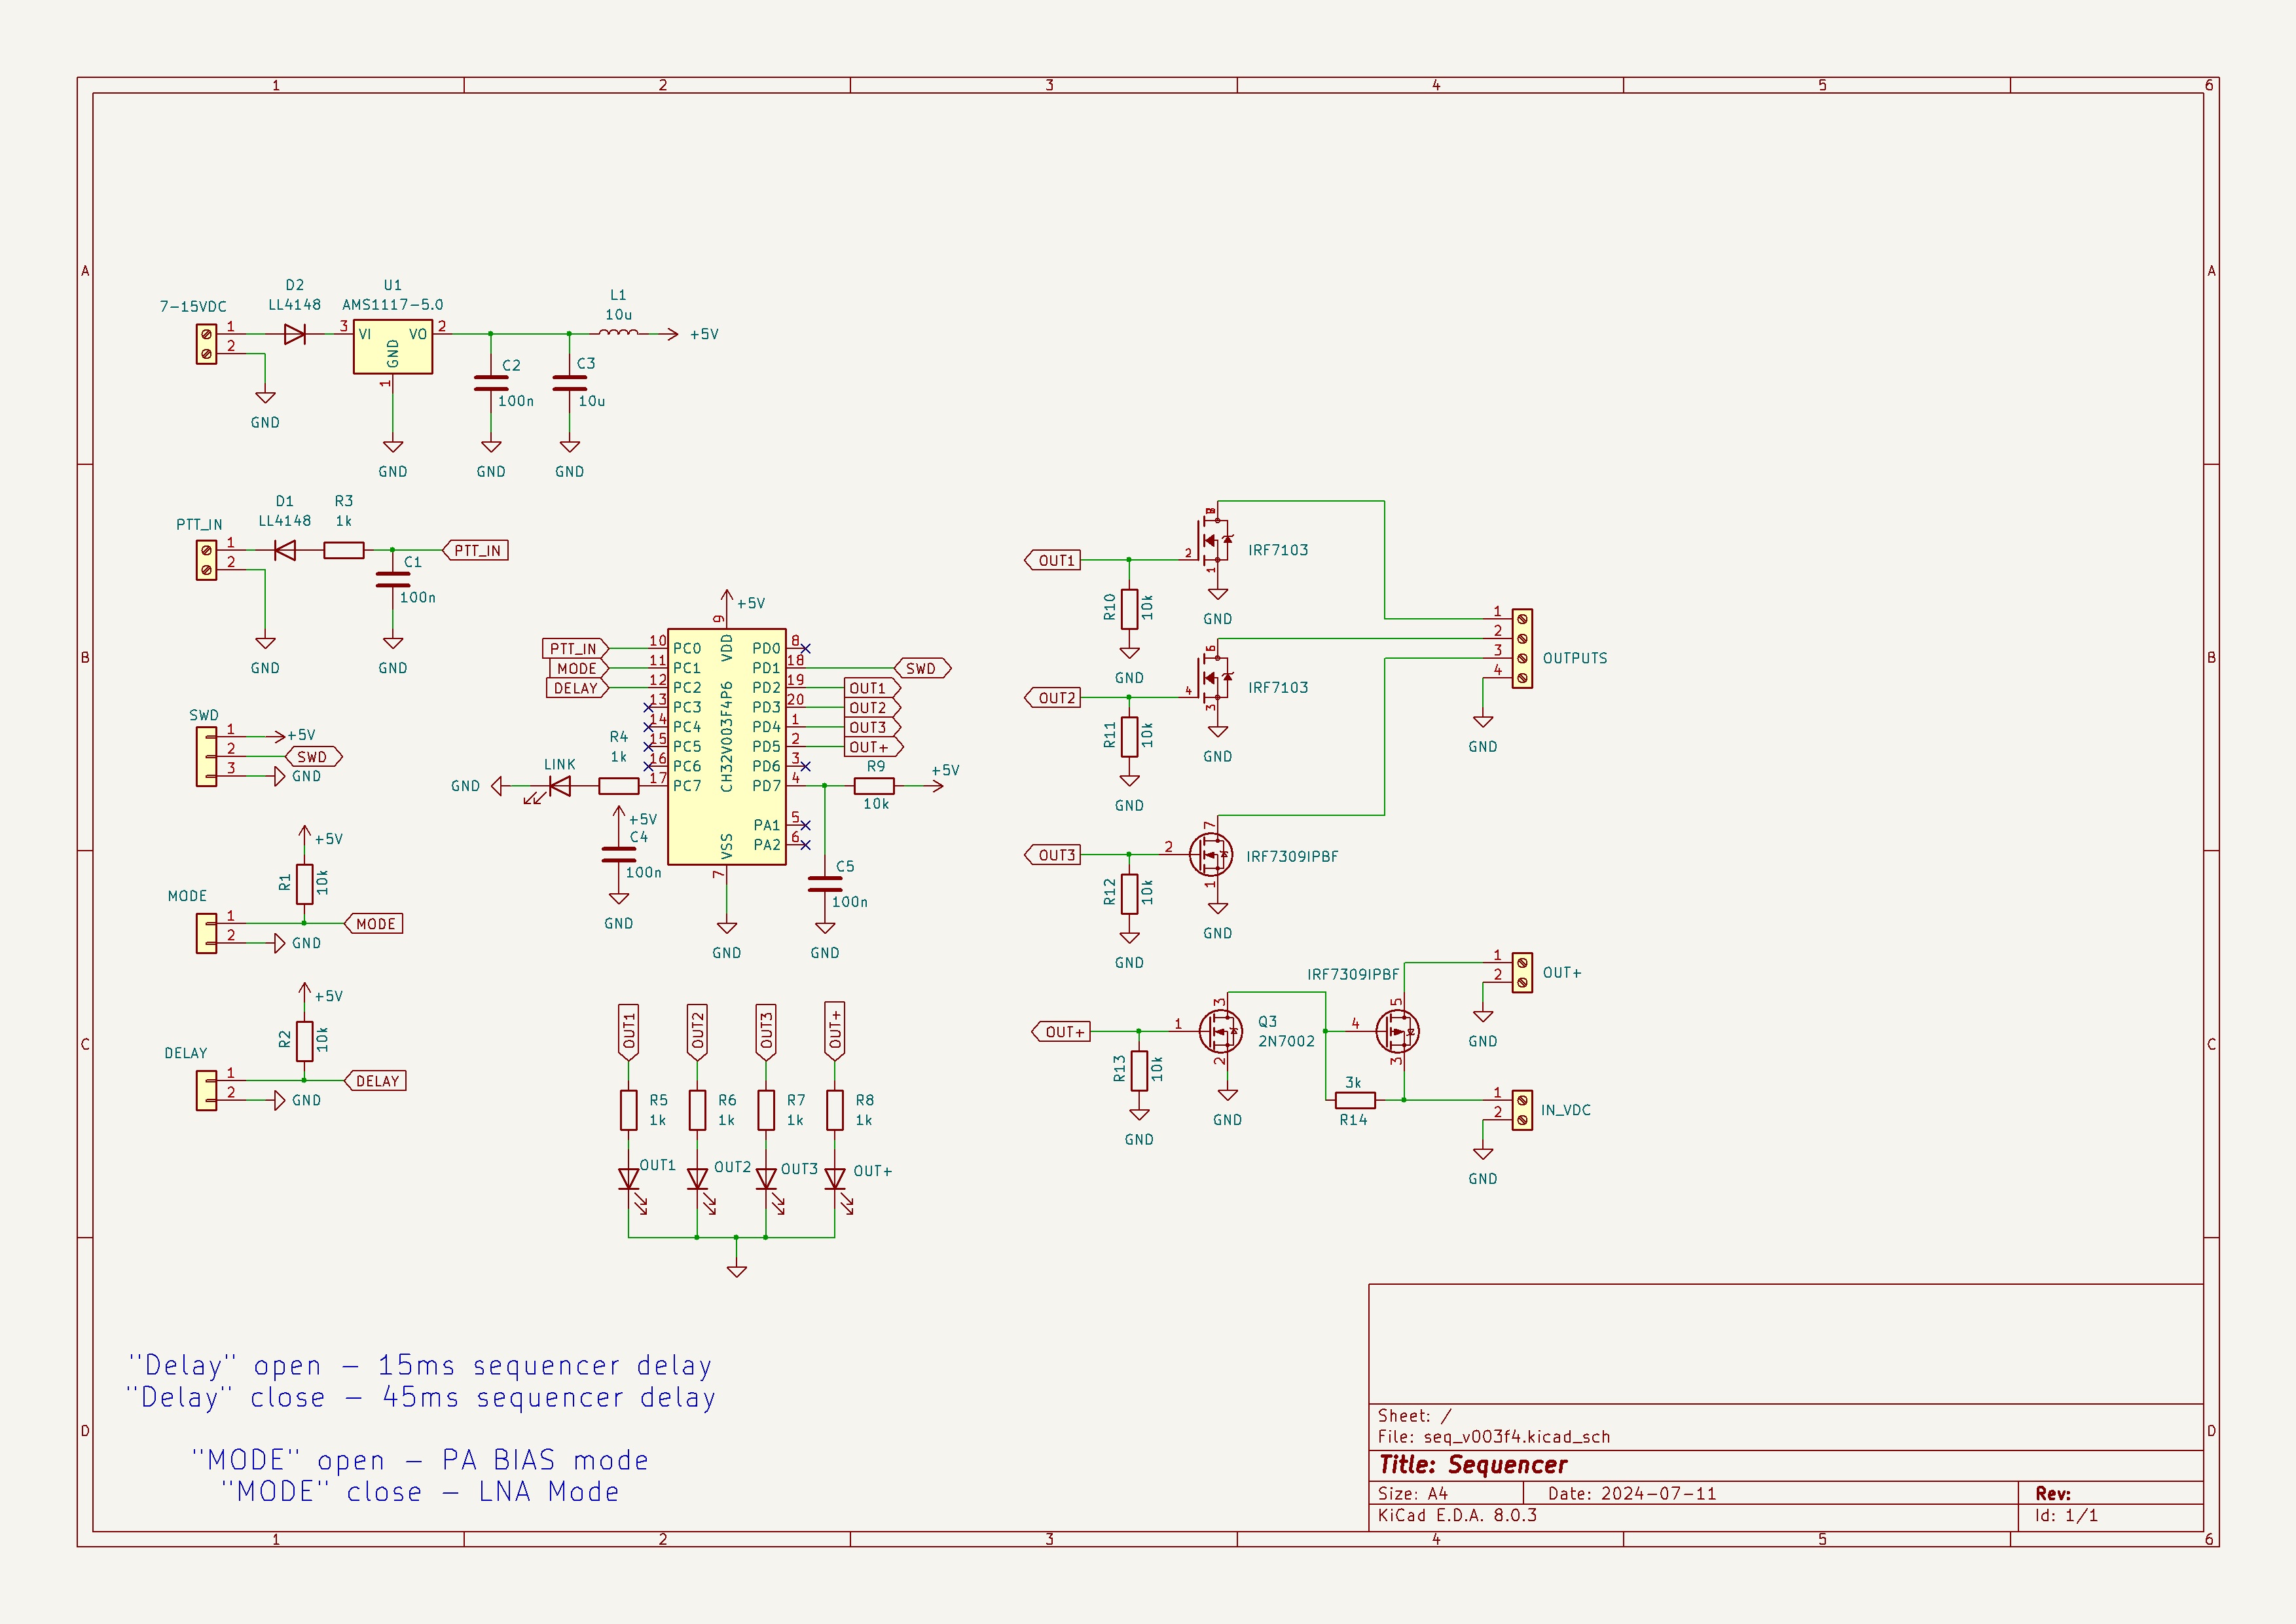 1 2 3 4 5 6
A A
D2
LL4148
U1
AMS1117-5.0
L1
10u
7-15VDC
1
2
3 VI VO 2
GND
1
+5V
C2
100n
C3
10u
GND
GND GND GND
D1
LL4148
R3
1k
PTT_IN
1
2
PTT_IN
C1
100n
GND GND
B B
+5V
9
PTT_IN 10 PC0 VDD PD0 8
MODE 11 PC1 PD1 18 SWD
DELAY 12 PC2 PD2 19 OUT1
13 PC3 PD3 20 OUT2
14 PC4 PD4 1 OUT3
15 PC5 PD5 2 OUT+
16 PC6 PD6 3
17 PC7 PD7 4
PA1 5
PA2 6
CH32V003F4P6
VSS
7
GND
R4
1k
LINK
GND
+5V
C4
100n
GND
R9
10k
+5V
C5
100n
GND
SWD
1 +5V
2 SWD
3 GND
+5V
R1
10k
MODE
1 MODE
2 GND
+5V
R2
10k
DELAY
1 DELAY
2 GND
OUT1 OUT2 OUT3 OUT+
R5
1k
R6
1k
R7
1k
R8
1k
OUT1 OUT2 OUT3 OUT+
OUT1
R10
10k
GND
2
1
IRF7103
GND
OUT2
R11
10k
GND
4
3
IRF7103
GND
1
2
3
4
OUTPUTS
GND
OUT3
R12
10k
GND
2
7
1
IRF7309IPBF
GND
OUT+
R13
10k
GND
1
3
2
Q3
2N7002
GND
IRF7309IPBF
4
5
3
3k
R14
1
2
OUT+
GND
1
2
IN_VDC
GND
C C
"Delay" open - 15ms sequencer delay
"Delay" close - 45ms sequencer delay
"MODE" open - PA BIAS mode
"MODE" close - LNA Mode
D D
Sheet: /
File: seq_v003f4.kicad_sch
Title: Sequencer
Size: A4 Date: 2024-07-11 Rev:
KiCad E.D.A. 8.0.3 Id: 1/1
1 2 3 4 5 6